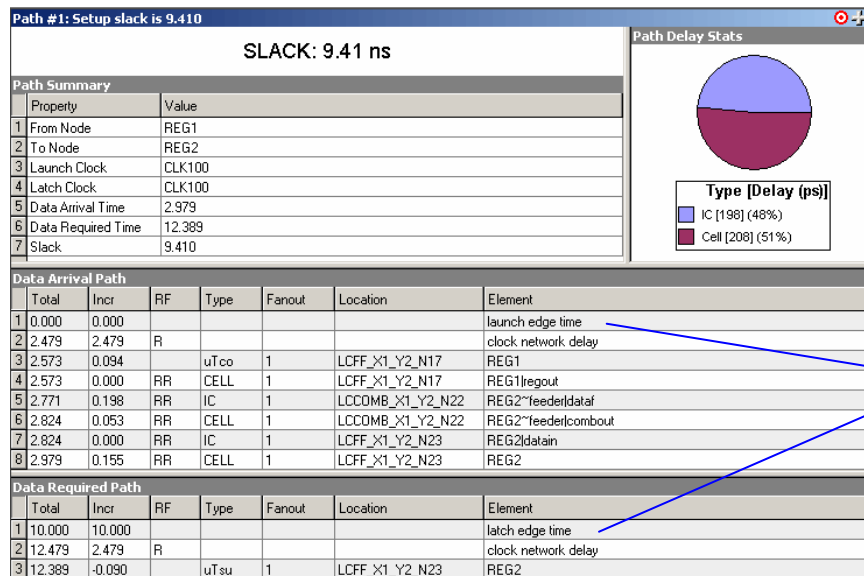 Path #1: Setup slack is 9.410
SLACK: 9.41 ns
Path Summary
Property Value
1 From Node REG1
2 To Node REG2
3 Launch Clock CLK100
4 Latch Clock CLK100
5 Data Arrival Time 2.979
6 Data Required Time 12.389
7 Slack 9.410
Path Delay Stats
Type [Delay (ps)]
IC [198] (48%)
Cell [208] (51%)
Data Arrival Path
Total Incr RF Type Fanout Location Element
1 0.000 0.000 launch edge time
2 2.479 2.479 R clock network delay
3 2.573 0.094 uTco 1 LCFF_X1_Y2_N17 REG1
4 2.573 0.000 RR CELL 1 LCFF_X1_Y2_N17 REG1|regout
5 2.771 0.198 RR IC 1 LCCOMB_X1_Y2_N22 REG2~feeder|dataf
6 2.824 0.053 RR CELL 1 LCCOMB_X1_Y2_N22 REG2~feeder|combout
7 2.824 0.000 RR IC 1 LCFF_X1_Y2_N23 REG2|datain
8 2.979 0.155 RR CELL 1 LCFF_X1_Y2_N23 REG2
Data Required Path
Total Incr RF Type Fanout Location Element
1 10.000 10.000 latch edge time
2 12.479 2.479 R clock network delay
3 12.389 -0.090 uTsu 1 LCFF_X1_Y2_N23 REG2